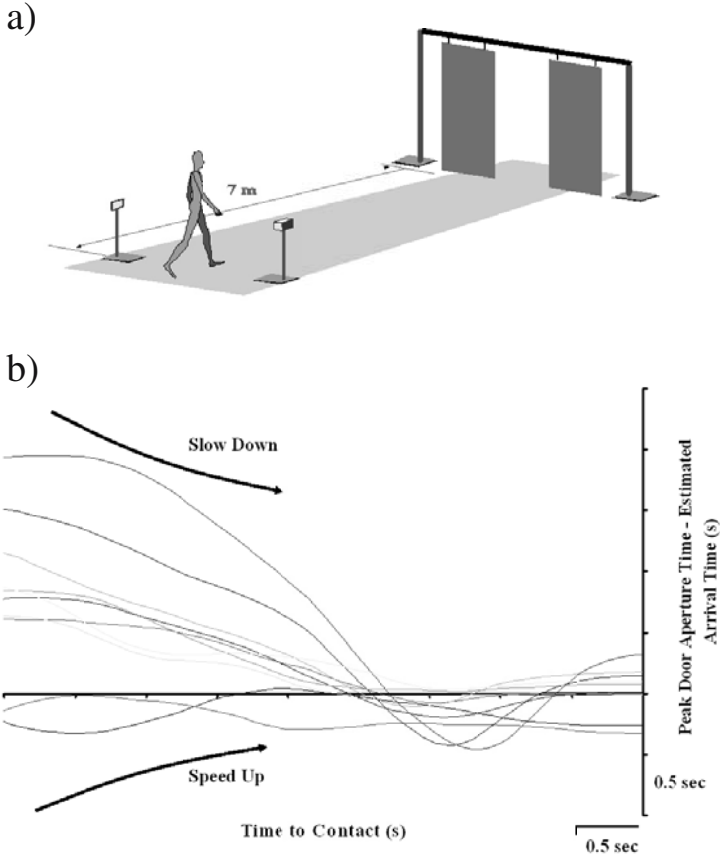 a)
7 m
b)
Slow Down
Peak Door Aperture Time - Estimated
Arrival Time (s)
Speed Up
0.5 sec
Time to Contact (s)
0.5 sec